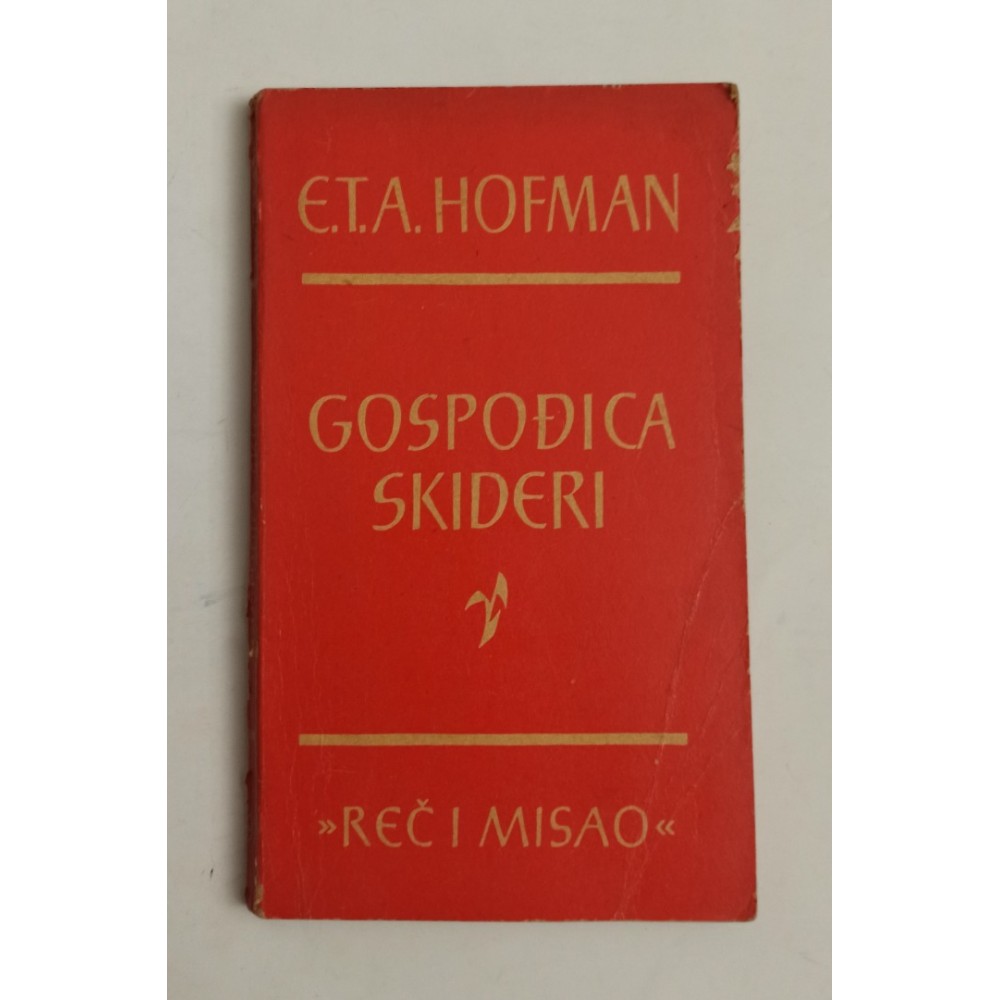 E.T.A. HOFMAN
GOSPOĐICA
SKIDERI
»REČ I MISAO«